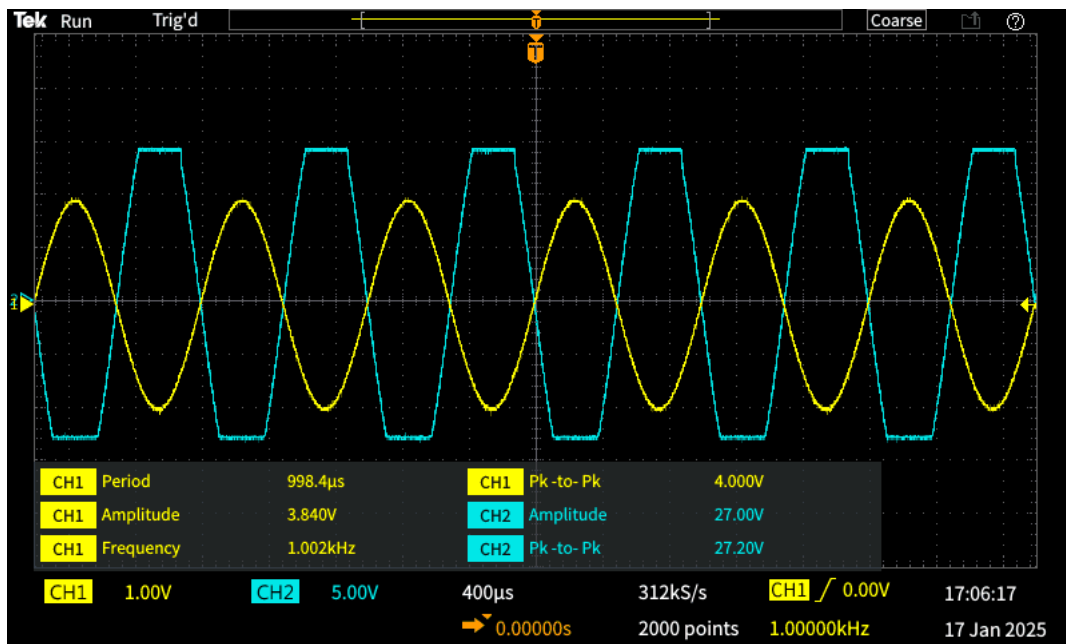 Tek Run Trig'd Coarse
T
T
CH1 Period 998.4µs CH1 Pk -to- Pk 4.000V
CH1 Amplitude 3.840V CH2 Amplitude 27.00V
CH1 Frequency 1.002kHz CH2 Pk -to- Pk 27.20V
CH1 1.00V CH2 5.00V 400µs 312kS/s CH1 0.00V 17:06:17
0.00000s 2000 points 1.00000kHz 17 Jan 2025